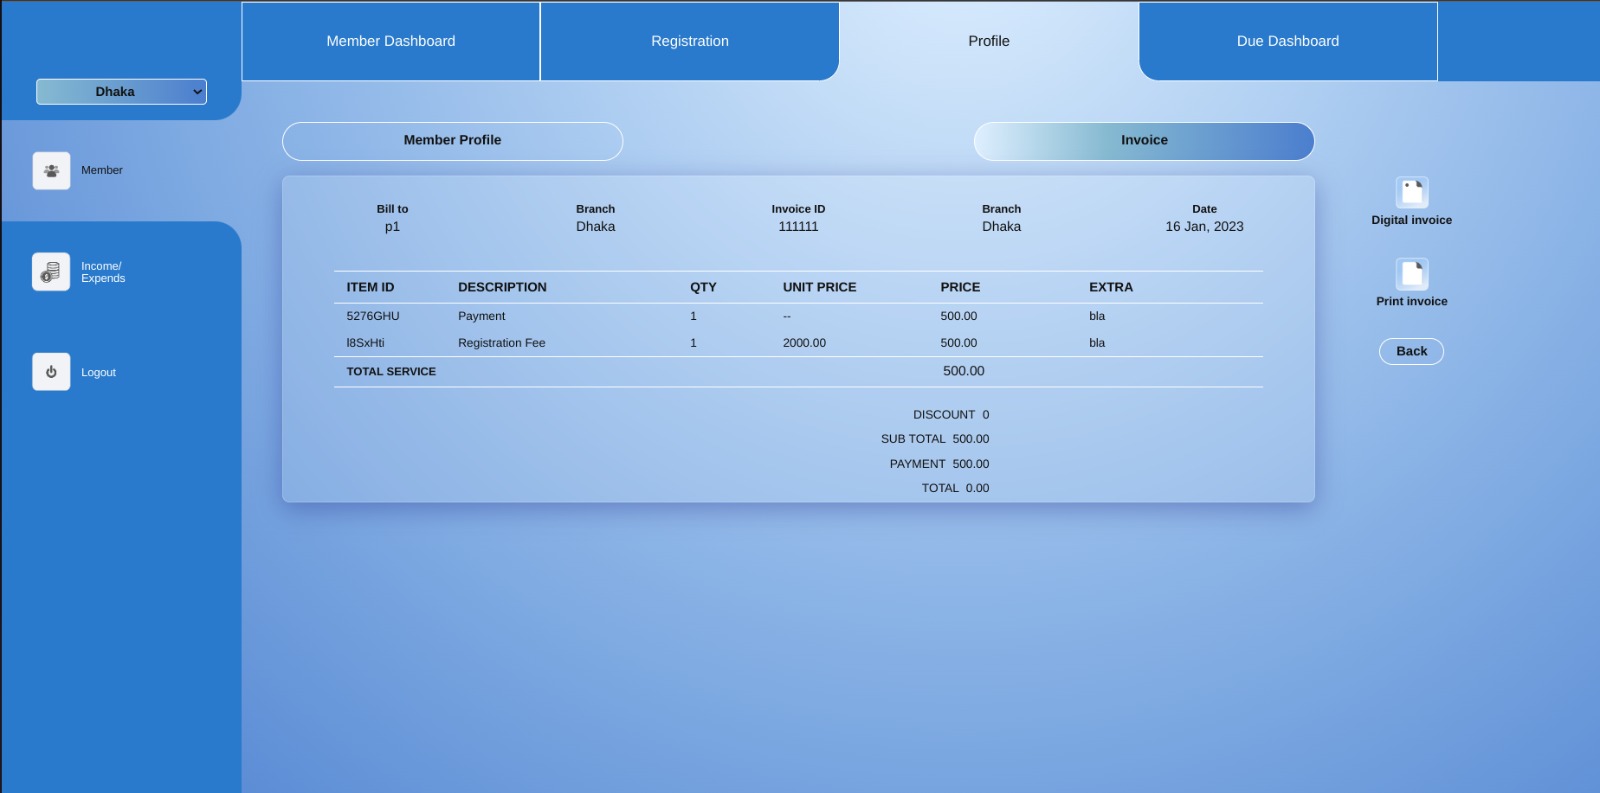 Member Dashboard
Registration
Profile
Due Dashboard
Dhaka
Member
Income/
Expends
Logout
Member Profile
Invoice
Bill to
p1
Branch
Dhaka
Invoice ID
111111
Branch
Dhaka
Date
16 Jan, 2023
ITEM ID DESCRIPTION QTY UNIT PRICE PRICE EXTRA
5276GHU Payment 1 -- 500.00 bla
l8SxHti Registration Fee 1 2000.00 500.00 bla
TOTAL SERVICE 500.00
DISCOUNT 0
SUB TOTAL 500.00
PAYMENT 500.00
TOTAL 0.00
Digital invoice
Print invoice
Back